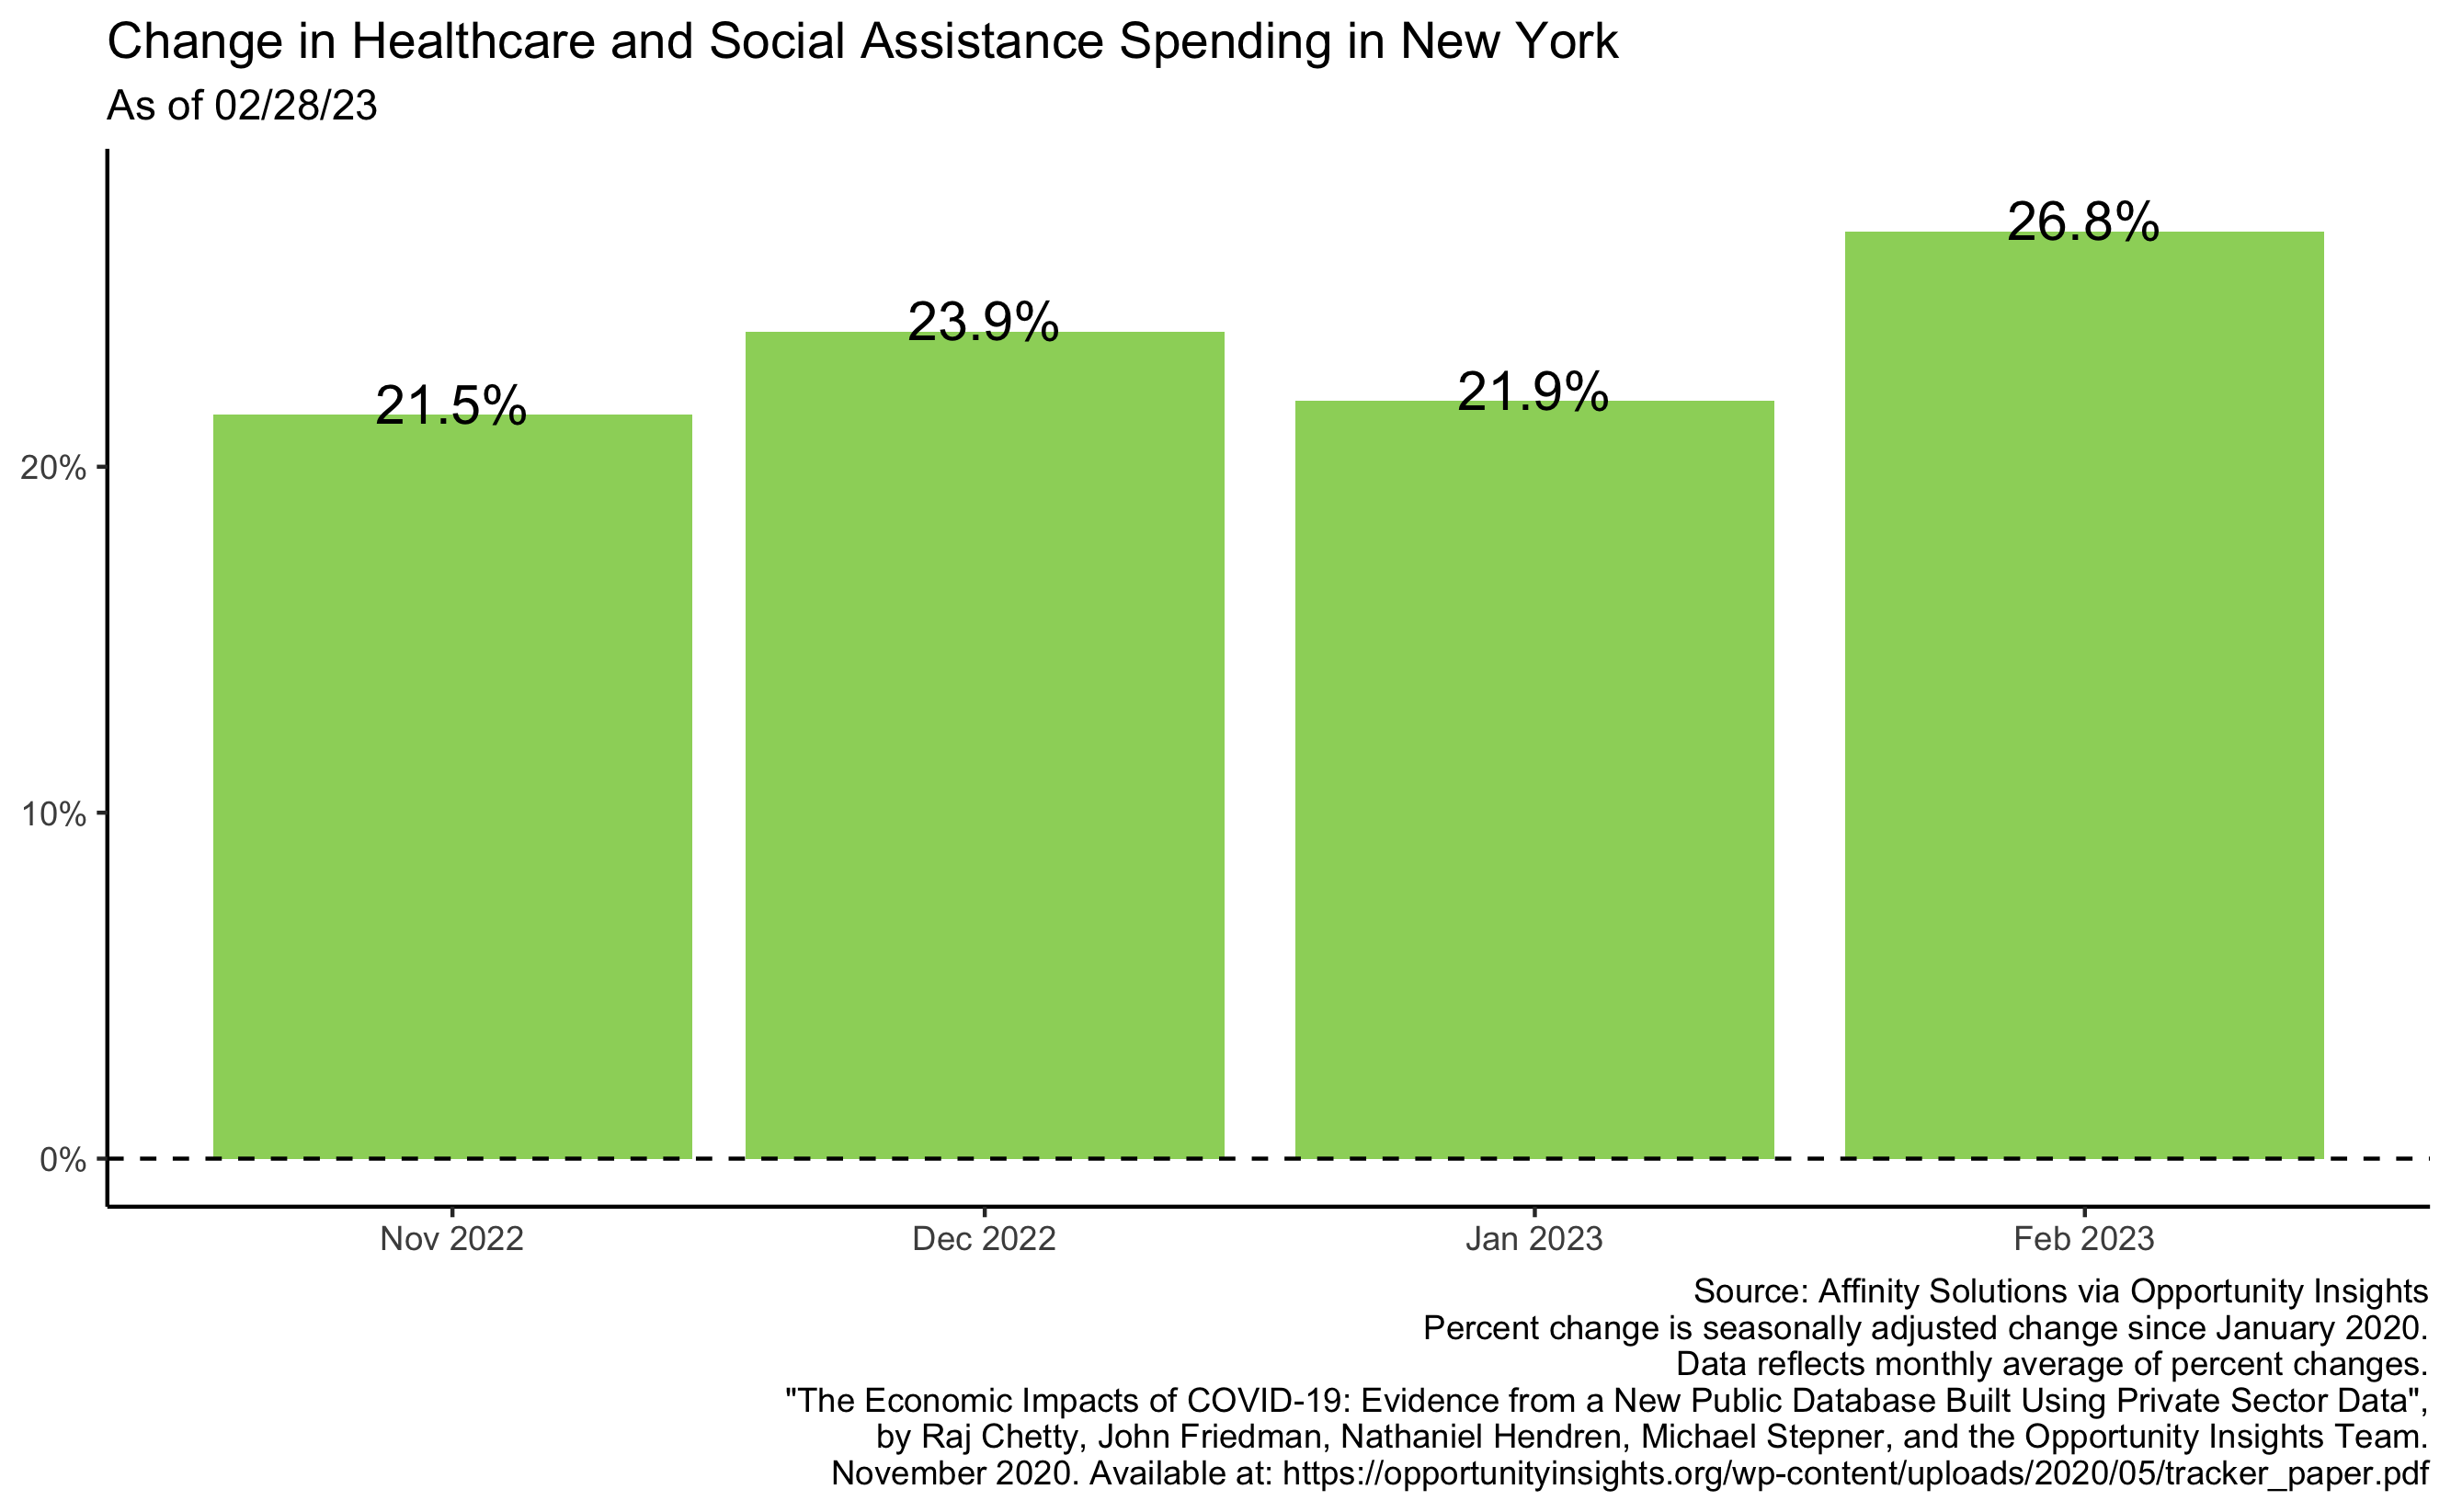 Change in Healthcare and Social Assistance Spending in New York
As of 02/28/23
26.8%
23.9%
21.9%
21.5%
20%
10%
0%
Nov 2022
Dec 2022
Jan 2023
Feb 2023
Source: Affinity Solutions via Opportunity Insights
Percent change is seasonally adjusted change since January 2020.
Data reflects monthly average of percent changes.
"The Economic Impacts of COVID-19: Evidence from a New Public Database Built Using Private Sector Data",
by Raj Chetty, John Friedman, Nathaniel Hendren, Michael Stepner, and the Opportunity Insights Team.
November 2020. Available at: https://opportunityinsights.org/wp-content/uploads/2020/05/tracker_paper.pdf